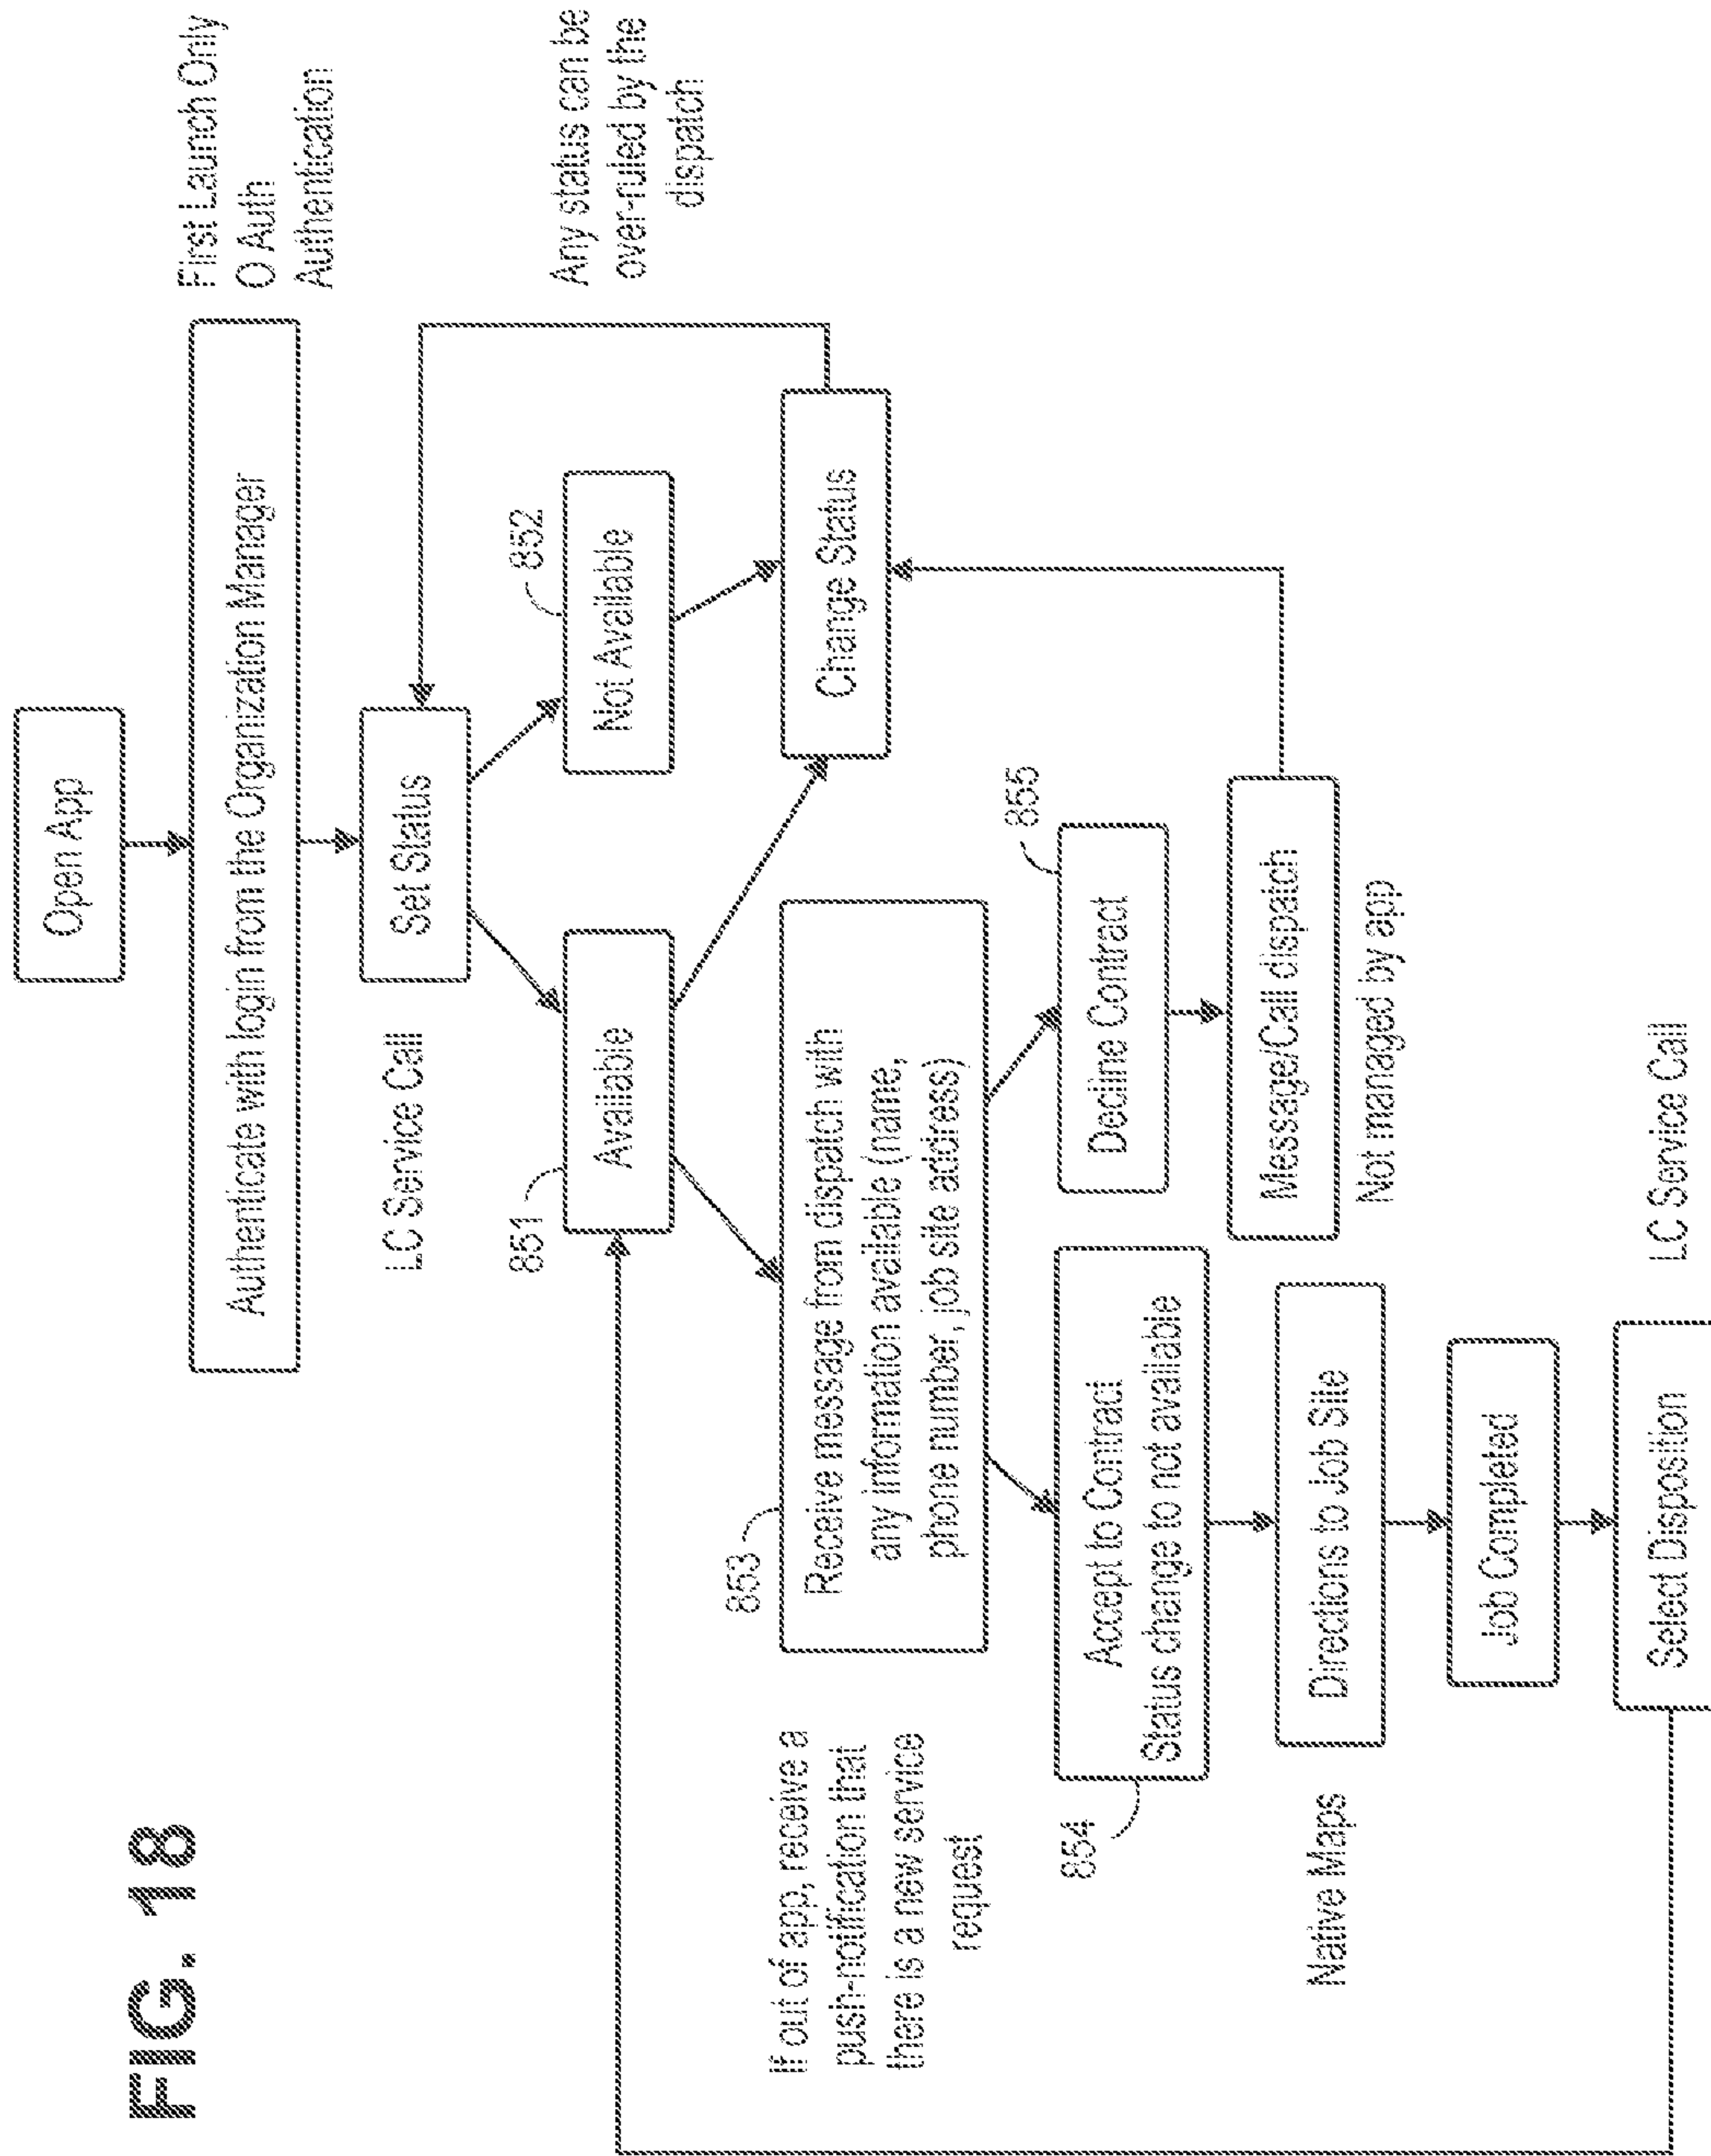 FIG. 18
Open App
Authenticate with login from the Organization Manager
First Launch Only
O Auth
Authentication
LC Service Call
Set Status
851
Available
852
Not Available
Any status can be
over-ruled by the
dispatch
If out of app, receive a
push-notification that
there is a new service
request
853
Receive message from dispatch with
any information available (name,
phone number, job site address)
Change Status
854
Accept to Contract
Status change to not available
855
Decline Contract
Native Maps
Directions to Job Site
Message/Call dispatch
Not managed by app
Job Completed
Select Disposition
LC Service Call